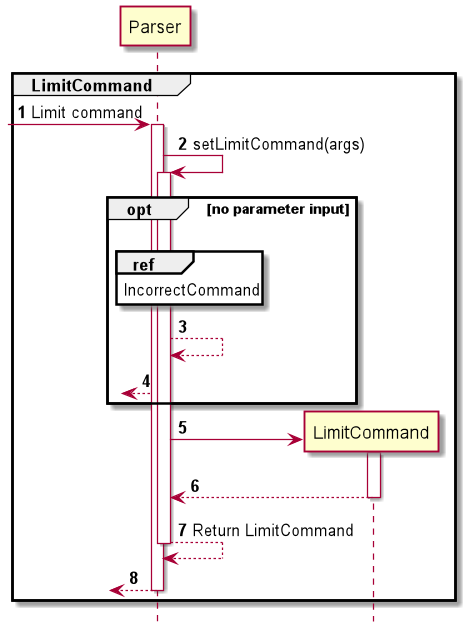 Parser
LimitCommand
1 Limit command
2 setLimitCommand(args)
opt [no parameter input]
ref
IncorrectCommand
3
4
5
LimitCommand
6
7 Return LimitCommand
8